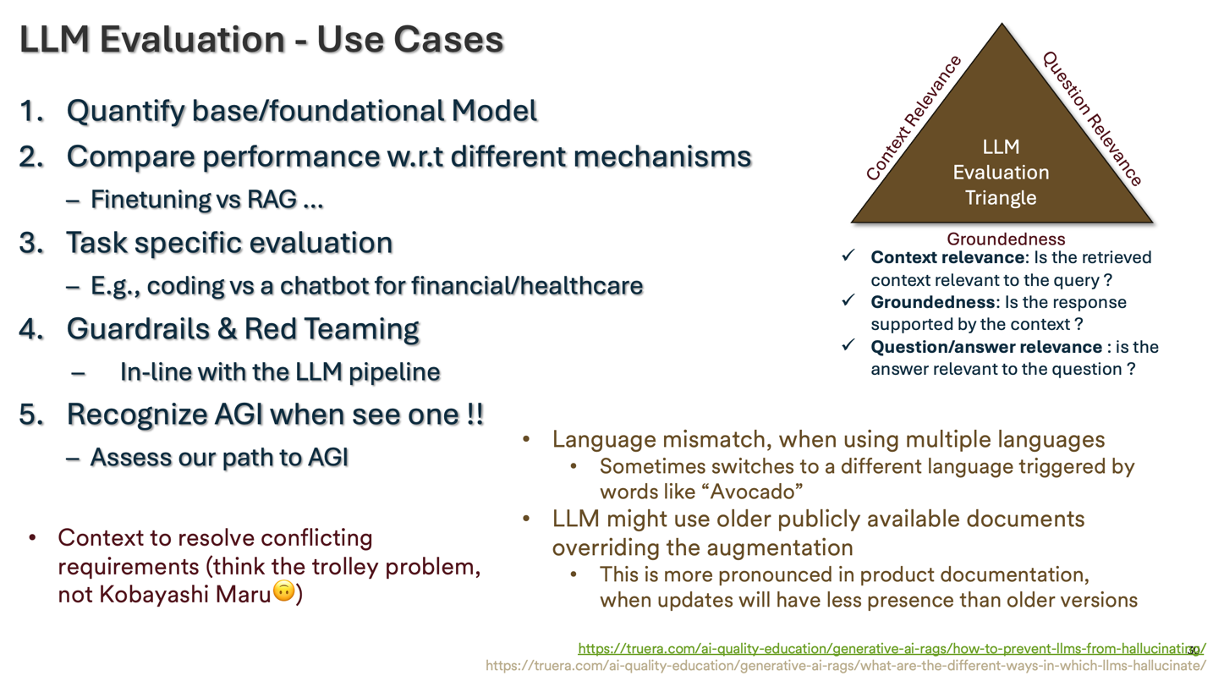 LLM Evaluation - Use Cases
1. Quantify base/foundational Model
2. Compare performance w.r.t different mechanisms
– Finetuning vs RAG ...
3. Task specific evaluation
– E.g., coding vs a chatbot for financial/healthcare
4. Guardrails & Red Teaming
– In-line with the LLM pipeline
5. Recognize AGI when see one !!
– Assess our path to AGI
• Context to resolve conflicting
requirements (think the trolley problem,
not Kobayashi Maru🙃)
Context Relevance
Question Relevance
LLM
Evaluation
Triangle
Groundedness
✓ Context relevance: Is the retrieved
context relevant to the query ?
✓ Groundedness: Is the response
supported by the context ?
✓ Question/answer relevance : is the
answer relevant to the question ?
• Language mismatch, when using multiple languages
• Sometimes switches to a different language triggered by
words like “Avocado”
• LLM might use older publicly available documents
overriding the augmentation
• This is more pronounced in product documentation,
when updates will have less presence than older versions
https://truera.com/ai-quality-education/generative-ai-rags/how-to-prevent-llms-from-hallucinating/
https://truera.com/ai-quality-education/generative-ai-rags/what-are-the-different-ways-in-which-llms-hallucinate/